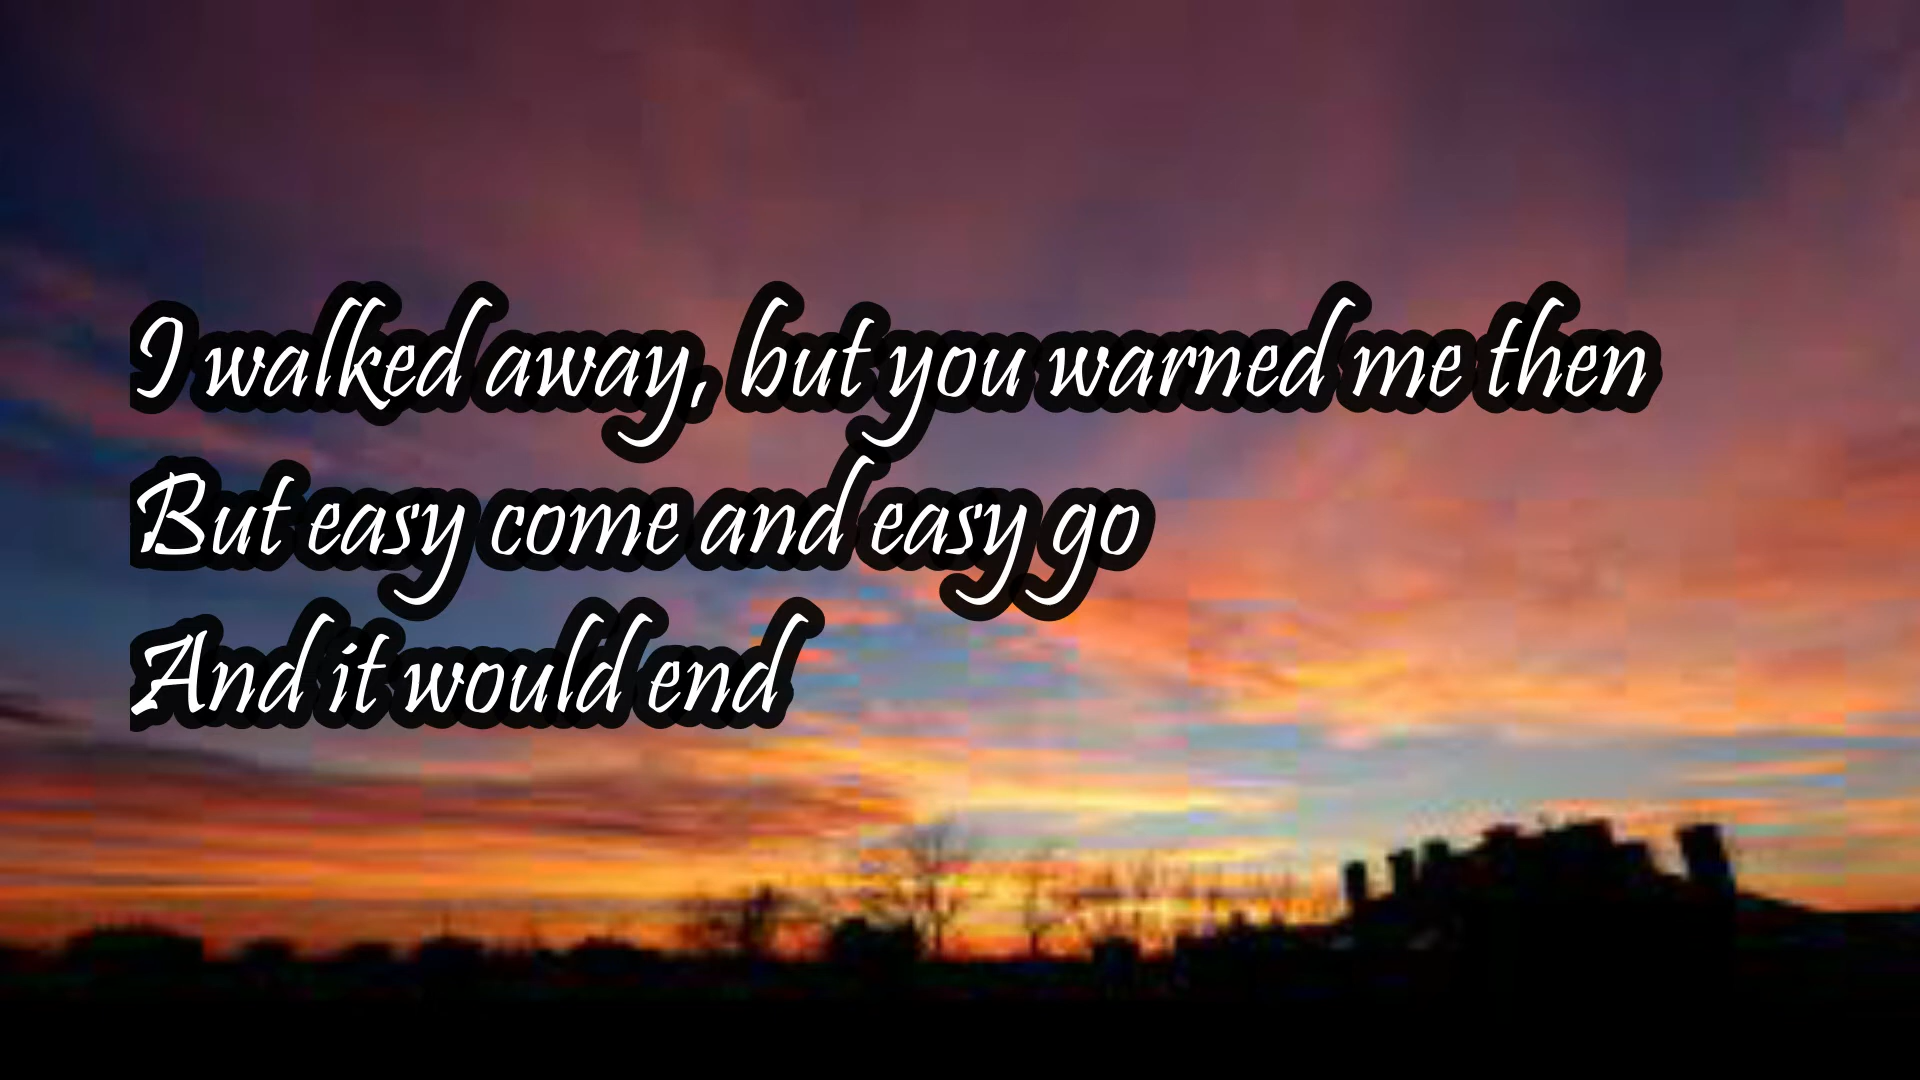 I walked away, but you warned me then
But easy come and easy go
And it would end